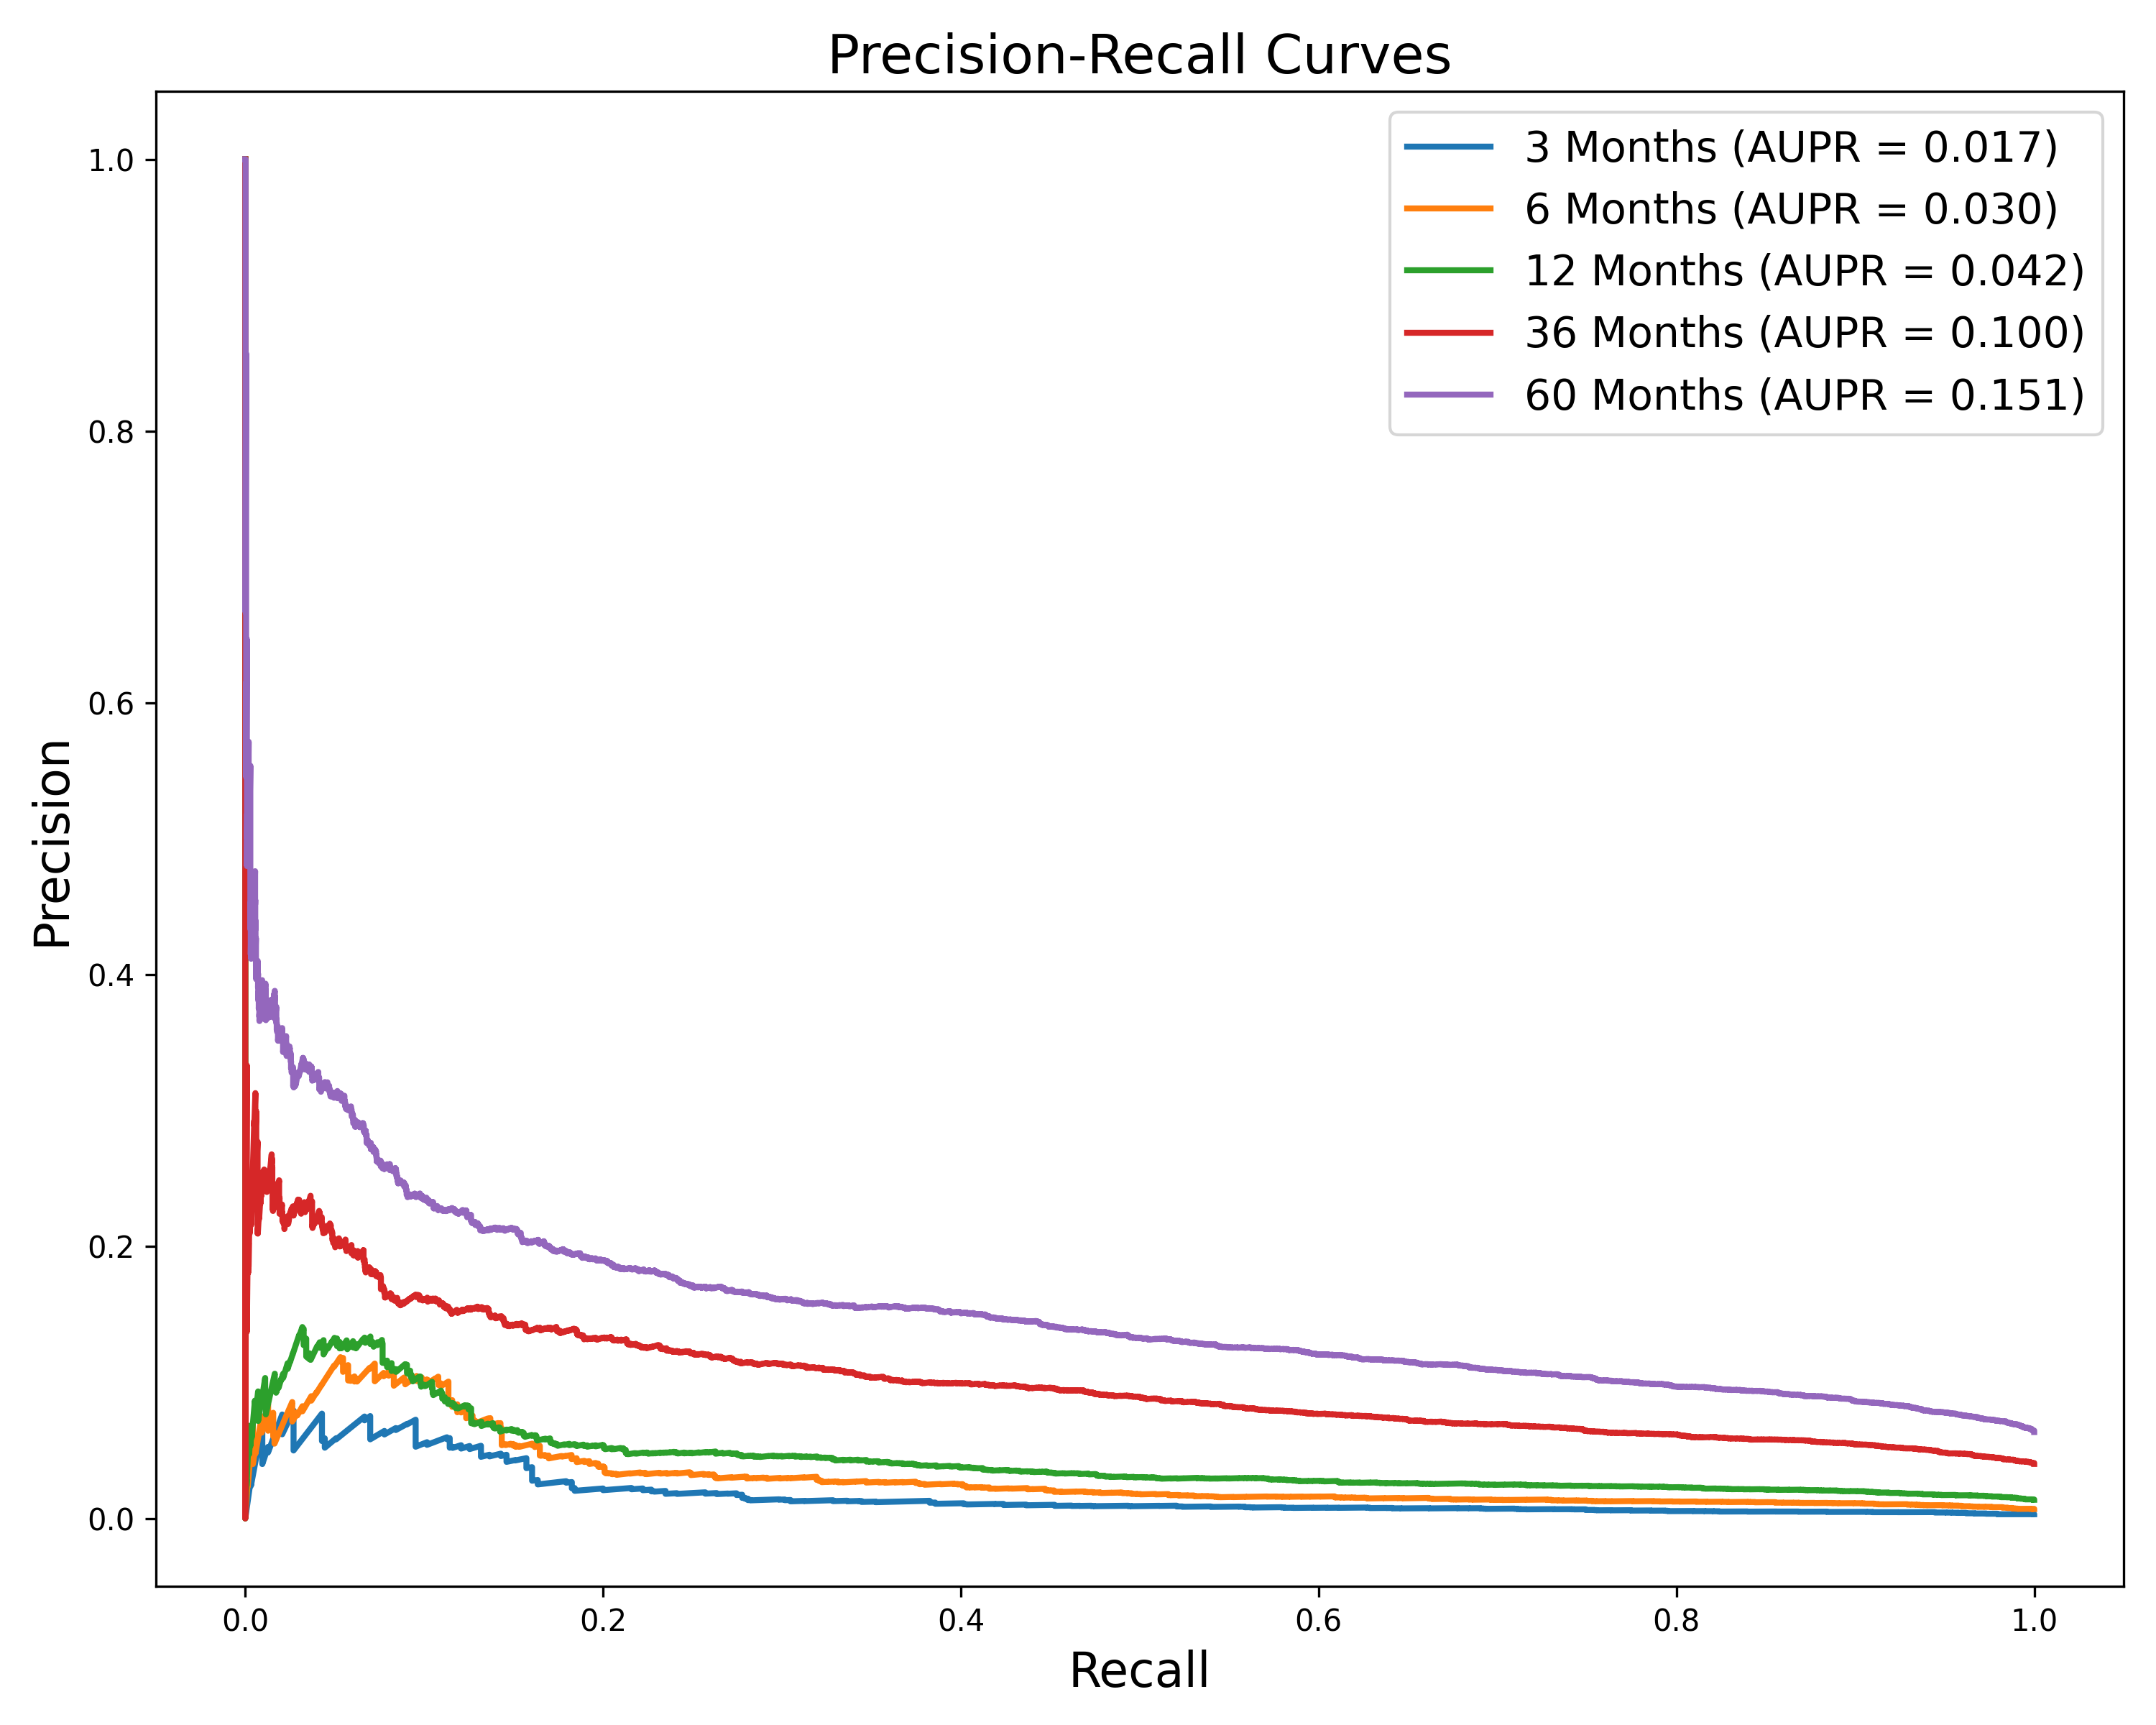 Precision-Recall Curves
3 Months (AUPR = 0.017)
6 Months (AUPR = 0.030)
12 Months (AUPR = 0.042)
36 Months (AUPR = 0.100)
60 Months (AUPR = 0.151)
Precision
1.0
0.8
0.6
0.4
0.2
0.0
0.0 0.2 0.4 0.6 0.8 1.0
Recall